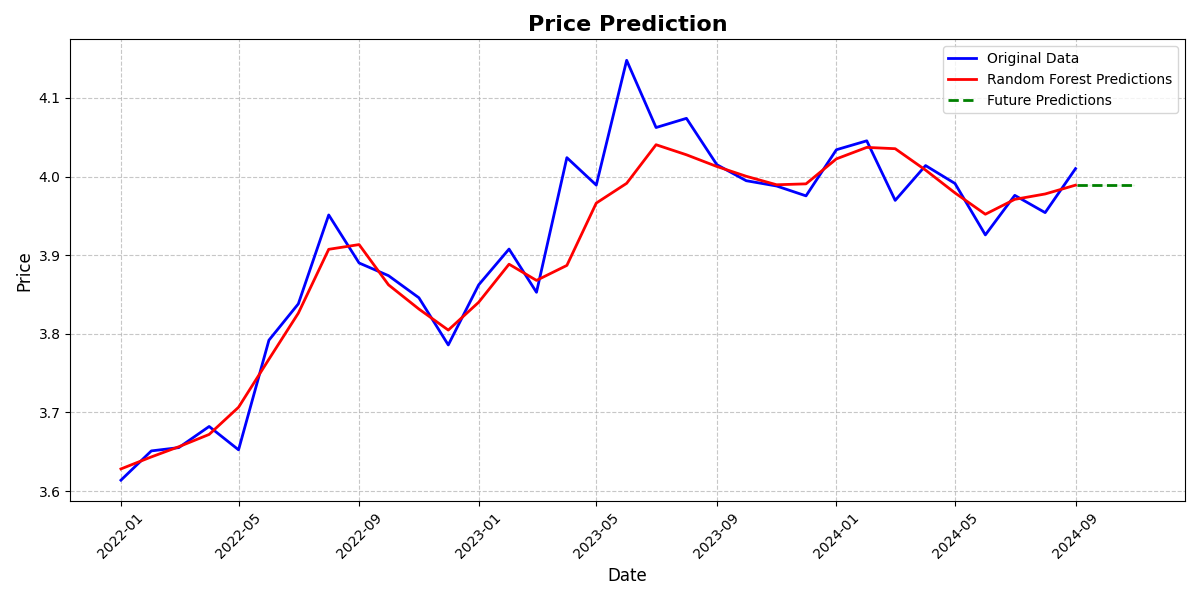 Price Prediction
Original Data
Random Forest Predictions
Future Predictions
Price
4.1
4.0
3.9
3.8
3.7
3.6
2022-01
2022-05
2022-09
2023-01
2023-05
2023-09
2024-01
2024-05
2024-09
Date